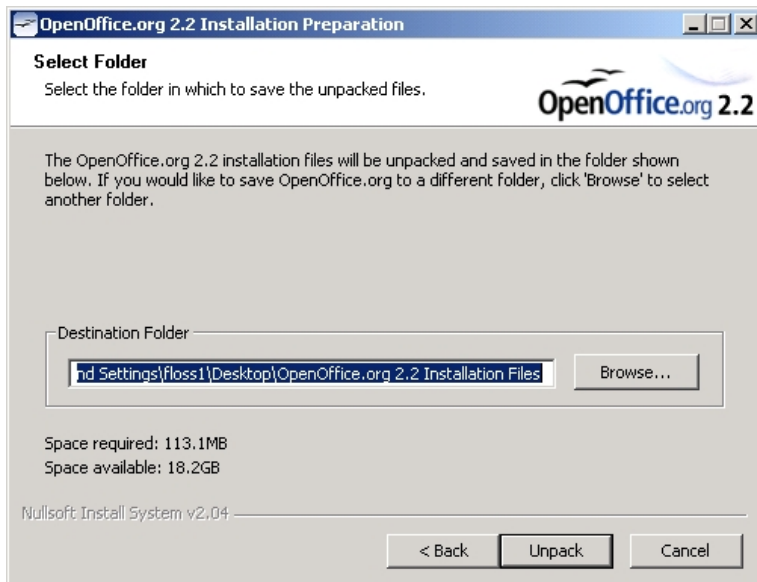 OpenOffice.org 2.2 Installation Preparation
Select Folder
Select the folder in which to save the unpacked files.
OpenOffice.org 2.2
The OpenOffice.org 2.2 installation files will be unpacked and saved in the folder shown
below. If you would like to save OpenOffice.org to a different folder, click 'Browse' to select
another folder.
Destination Folder
nd Settings\floss1\Desktop\OpenOffice.org 2.2 Installation Files
Browse...
Space required: 113.1MB
Space available: 18.2GB
Nullsoft Install System v2.04
< Back
Unpack
Cancel